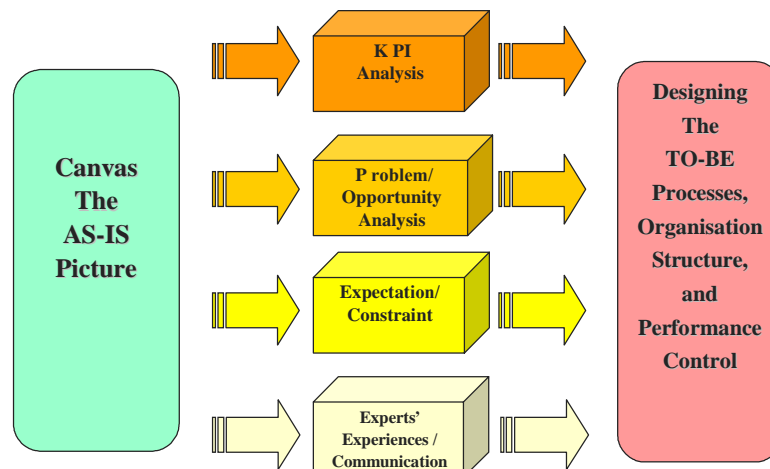 Canvas
The
AS-IS
Picture
K PI
Analysis
P roblem/
Opportunity
Analysis
Expectation/
Constraint
Experts’
Experiences /
Communication
Designing
The
TO-BE
Processes,
Organisation
Structure,
and
Performance
Control